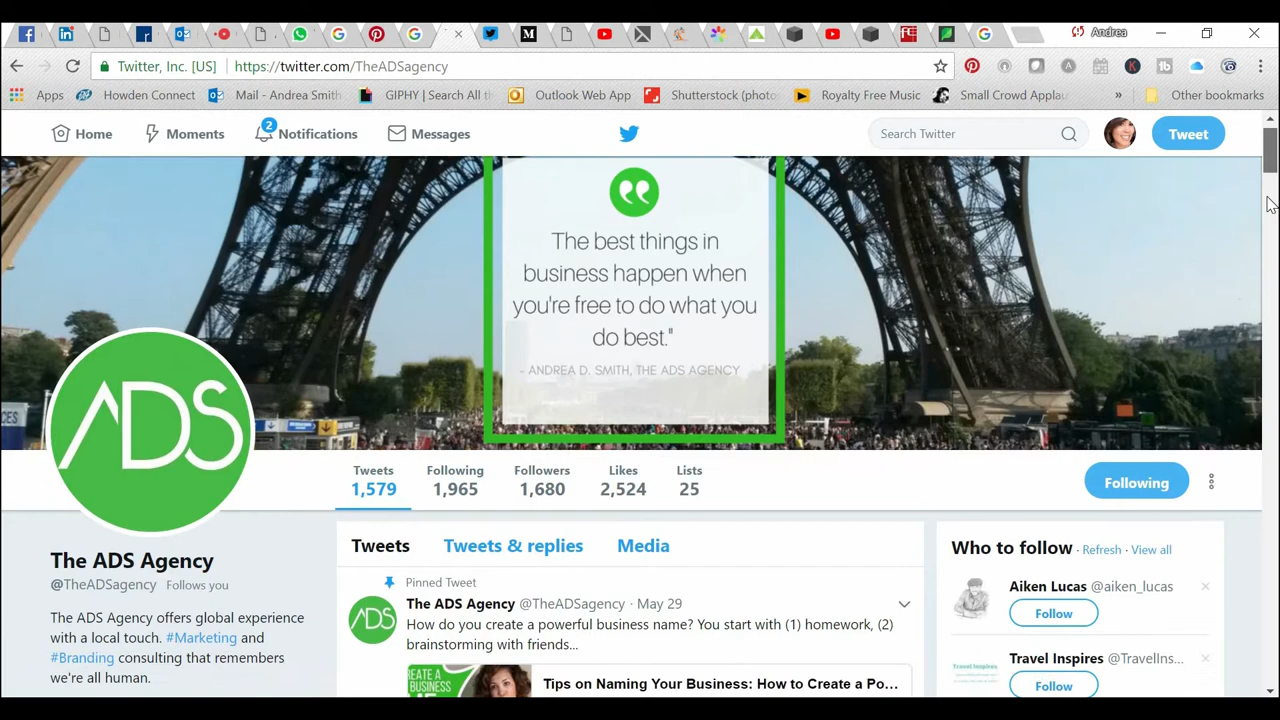 Andrea
Twitter, Inc. [US] https://twitter.com/TheADSagency
Apps Howden Connect Mail - Andrea Smith GIPHY | Search All t Outlook Web App Shutterstock (photo Royalty Free Music Small Crowd Applau » Other bookmarks
Home Moments 2 Notifications Messages Search Twitter Tweet
The best things in
business happen when
you're free to do what you
do best."
- ANDREA D. SMITH, THE ADS AGENCY
ADS
Tweets Following Followers Likes Lists
1,579 1,965 1,680 2,524 25
Following
The ADS Agency
@TheADSagency Follows you
The ADS Agency offers global experience
with a local touch. #Marketing and
#Branding consulting that remembers
we're all human.
Tweets Tweets & replies Media
Pinned Tweet
ADS
The ADS Agency @TheADSagency · May 29
How do you create a powerful business name? You start with (1) homework, (2)
brainstorming with friends...
Tips on Naming Your Business: How to Create a Po...
Who to follow · Refresh · View all
Aiken Lucas @aiken_lucas
Follow
Travel Inspires @TravelIns...
Follow